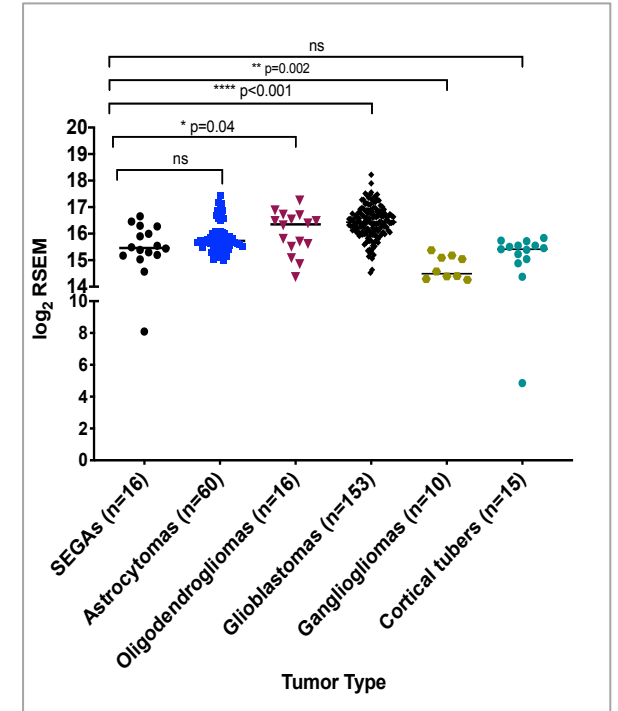 ns
** p=0.002
**** p<0.001
* p=0.04
ns
20
19
18
17
16
15
14
10
8
6
4
2
0
log2 RSEM
SEGAs (n=16)
Astrocytomas (n=60)
Oligodendrogliomas (n=16)
Glioblastomas (n=153)
Gangliogliomas (n=10)
Cortical tubers (n=15)
Tumor Type